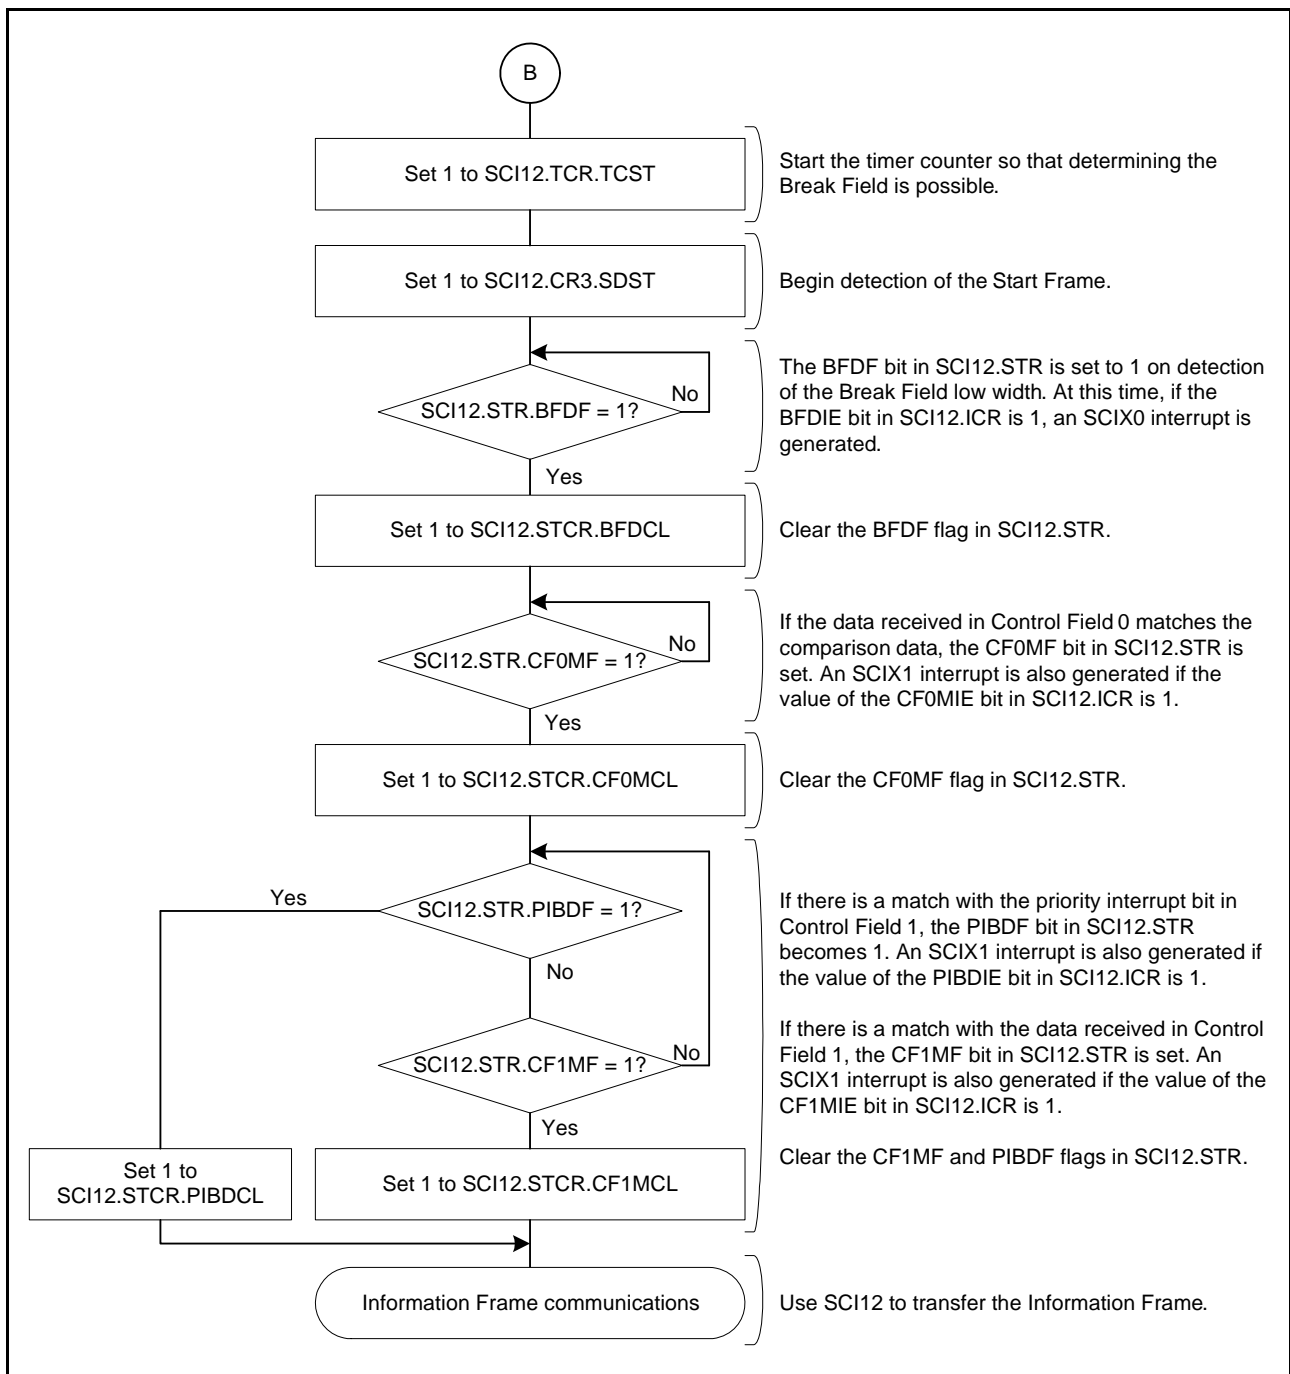 B
Set 1 to SCI12.TCR.TCST
Start the timer counter so that determining the
Break Field is possible.
Set 1 to SCI12.CR3.SDST
Begin detection of the Start Frame.
SCI12.STR.BFDF = 1?
No
Yes
The BFDF bit in SCI12.STR is set to 1 on detection
of the Break Field low width. At this time, if the
BFDIE bit in SCI12.ICR is 1, an SCIX0 interrupt is
generated.
Set 1 to SCI12.STCR.BFDCL
Clear the BFDF flag in SCI12.STR.
SCI12.STR.CF0MF = 1?
No
Yes
If the data received in Control Field 0 matches the
comparison data, the CF0MF bit in SCI12.STR is
set. An SCIX1 interrupt is also generated if the
value of the CF0MIE bit in SCI12.ICR is 1.
Set 1 to SCI12.STCR.CF0MCL
Clear the CF0MF flag in SCI12.STR.
Yes
SCI12.STR.PIBDF = 1?
No
If there is a match with the priority interrupt bit in
Control Field 1, the PIBDF bit in SCI12.STR
becomes 1. An SCIX1 interrupt is also generated if
the value of the PIBDIE bit in SCI12.ICR is 1.
SCI12.STR.CF1MF = 1?
No
Yes
If there is a match with the data received in Control
Field 1, the CF1MF bit in SCI12.STR is set. An
SCIX1 interrupt is also generated if the value of the
CF1MIE bit in SCI12.ICR is 1.
Set 1 to
SCI12.STCR.PIBDCL
Set 1 to SCI12.STCR.CF1MCL
Clear the CF1MF and PIBDF flags in SCI12.STR.
Information Frame communications
Use SCI12 to transfer the Information Frame.